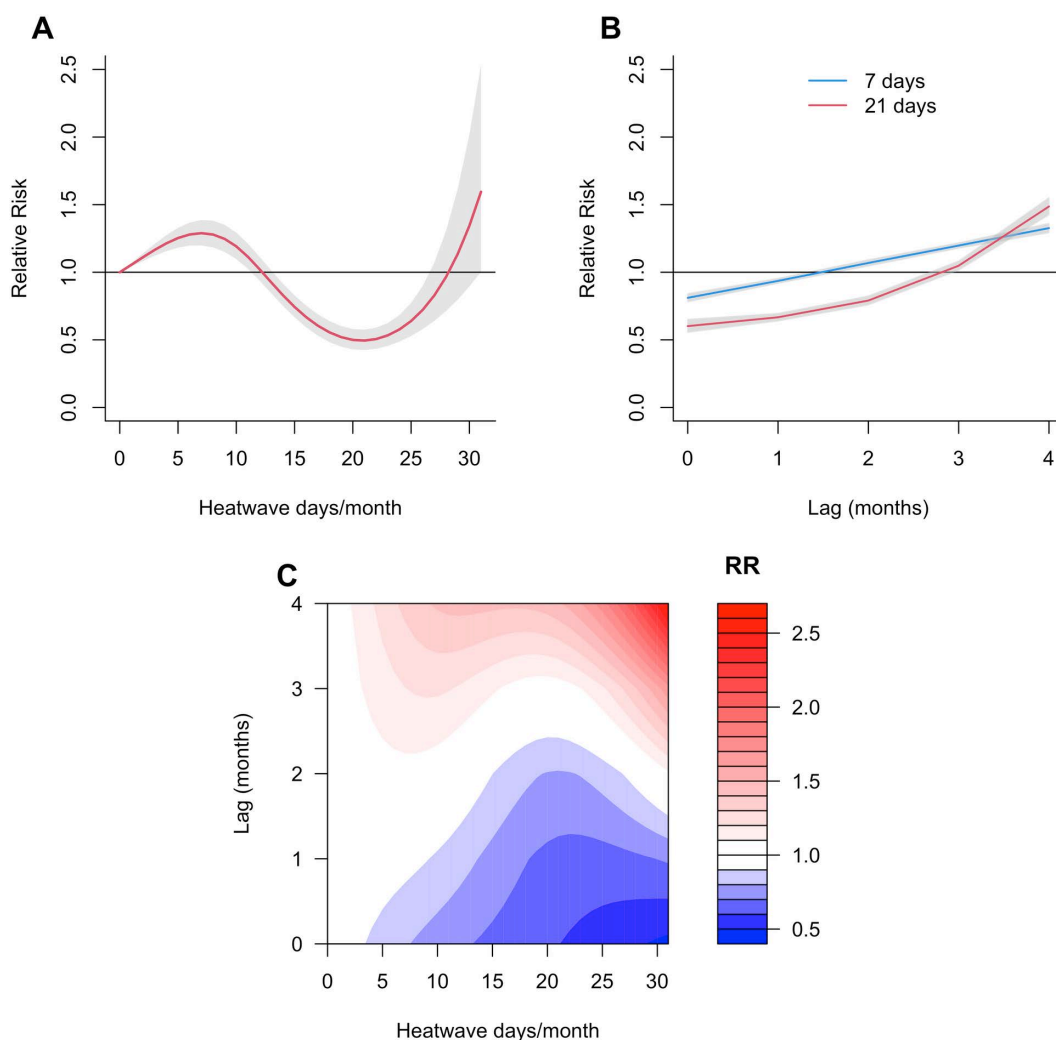 A
Relative Risk
2.5
2.0
1.5
1.0
0.5
0.0
0 5 10 15 20 25 30
Heatwave days/month
B
Relative Risk
2.5
2.0
1.5
1.0
0.5
0.0
7 days
21 days
0 1 2 3 4
Lag (months)
C
Lag (months)
4
3
2
1
0
0 5 10 15 20 25 30
Heatwave days/month
RR
2.5
2.0
1.5
1.0
0.5